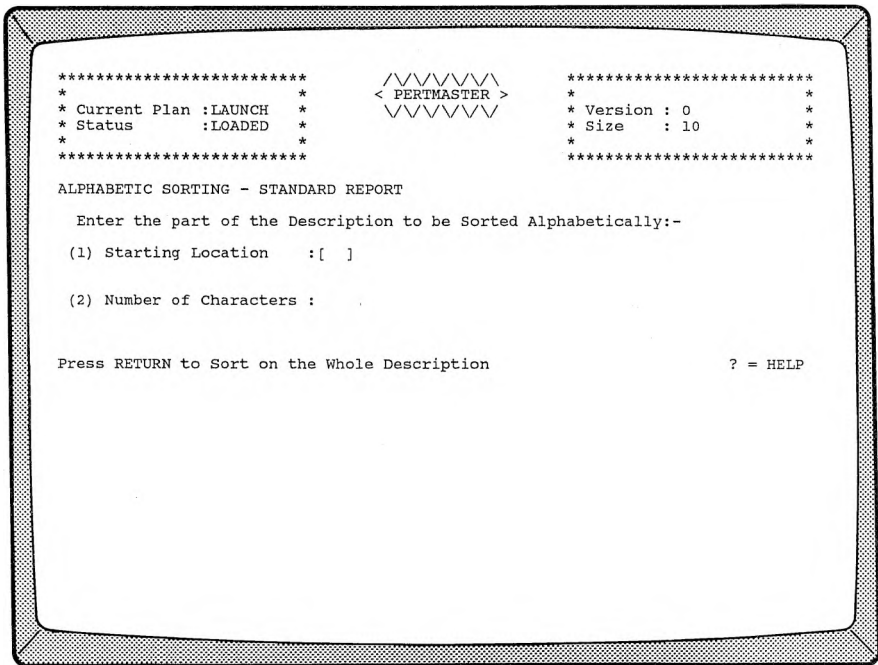 **************************   /\/\/\/\/\/\   **************************
*                        *  < PERTMASTER >  *                        *
* Current Plan :LAUNCH   *   \/\/\/\/\/\/   * Version : 0            *
* Status       :LOADED   *                  * Size    : 10           *
*                        *                  *                        *
**************************                  **************************
ALPHABETIC SORTING - STANDARD REPORT
Enter the part of the Description to be Sorted Alphabetically:-
(1) Starting Location    :[  ]
(2) Number of Characters :
Press RETURN to Sort on the Whole Description                         ? = HELP